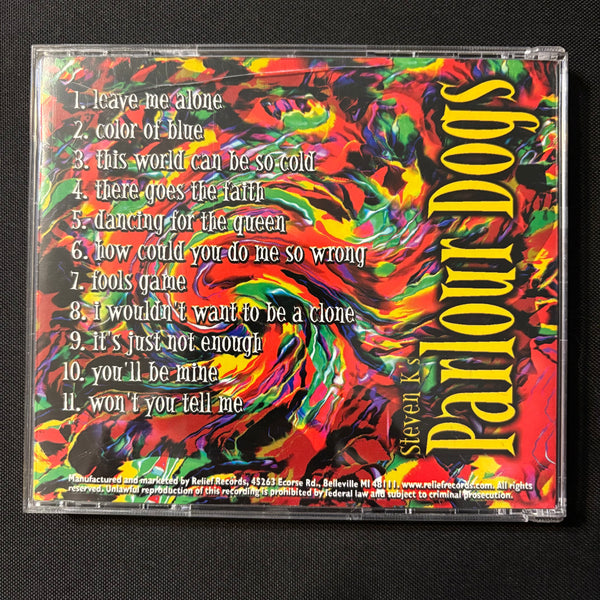 1. leave me alone
2. color of blue
3. this world can be so cold
4. there goes the faith
5. dancing for the queen
6. how could you do me so wrong
7. fools game
8. i wouldn't want to be a clone
9. it's just not enough
10. you'll be mine
11. won't you tell me
Steven K's
Parlour Dogs
Manufactured and marketed by Relief Records, 45263 Ecorse Rd., Belleville MI 48111. www.reliefrecords.com. All rights
reserved. Unlawful reproduction of this recording is prohibited by federal law and subject to criminal prosecution.